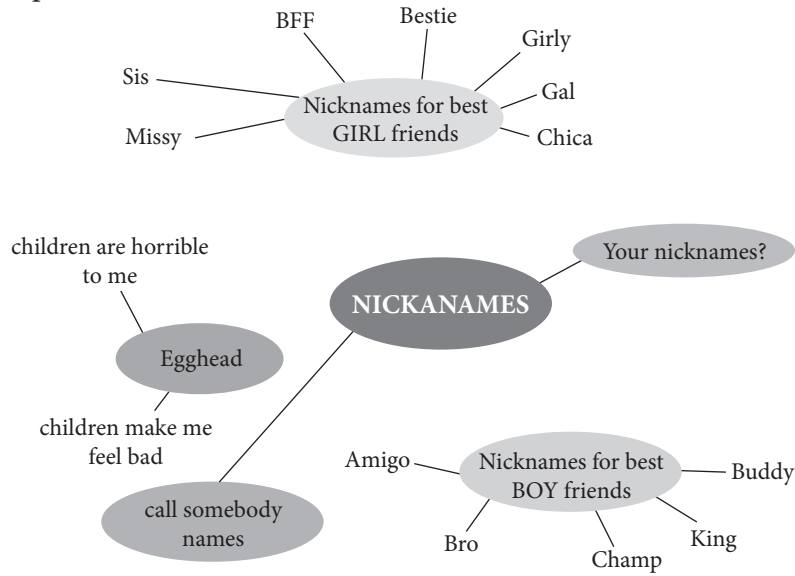 BFF
Bestie
Girly
Sis
Gal
Missy
Chica
Nicknames for best
GIRL friends
children are horrible
to me
Your nicknames?
NICKANAMES
Egghead
children make me
feel bad
call somebody
names
Amigo
Nicknames for best
BOY friends
Buddy
Bro
Champ
King